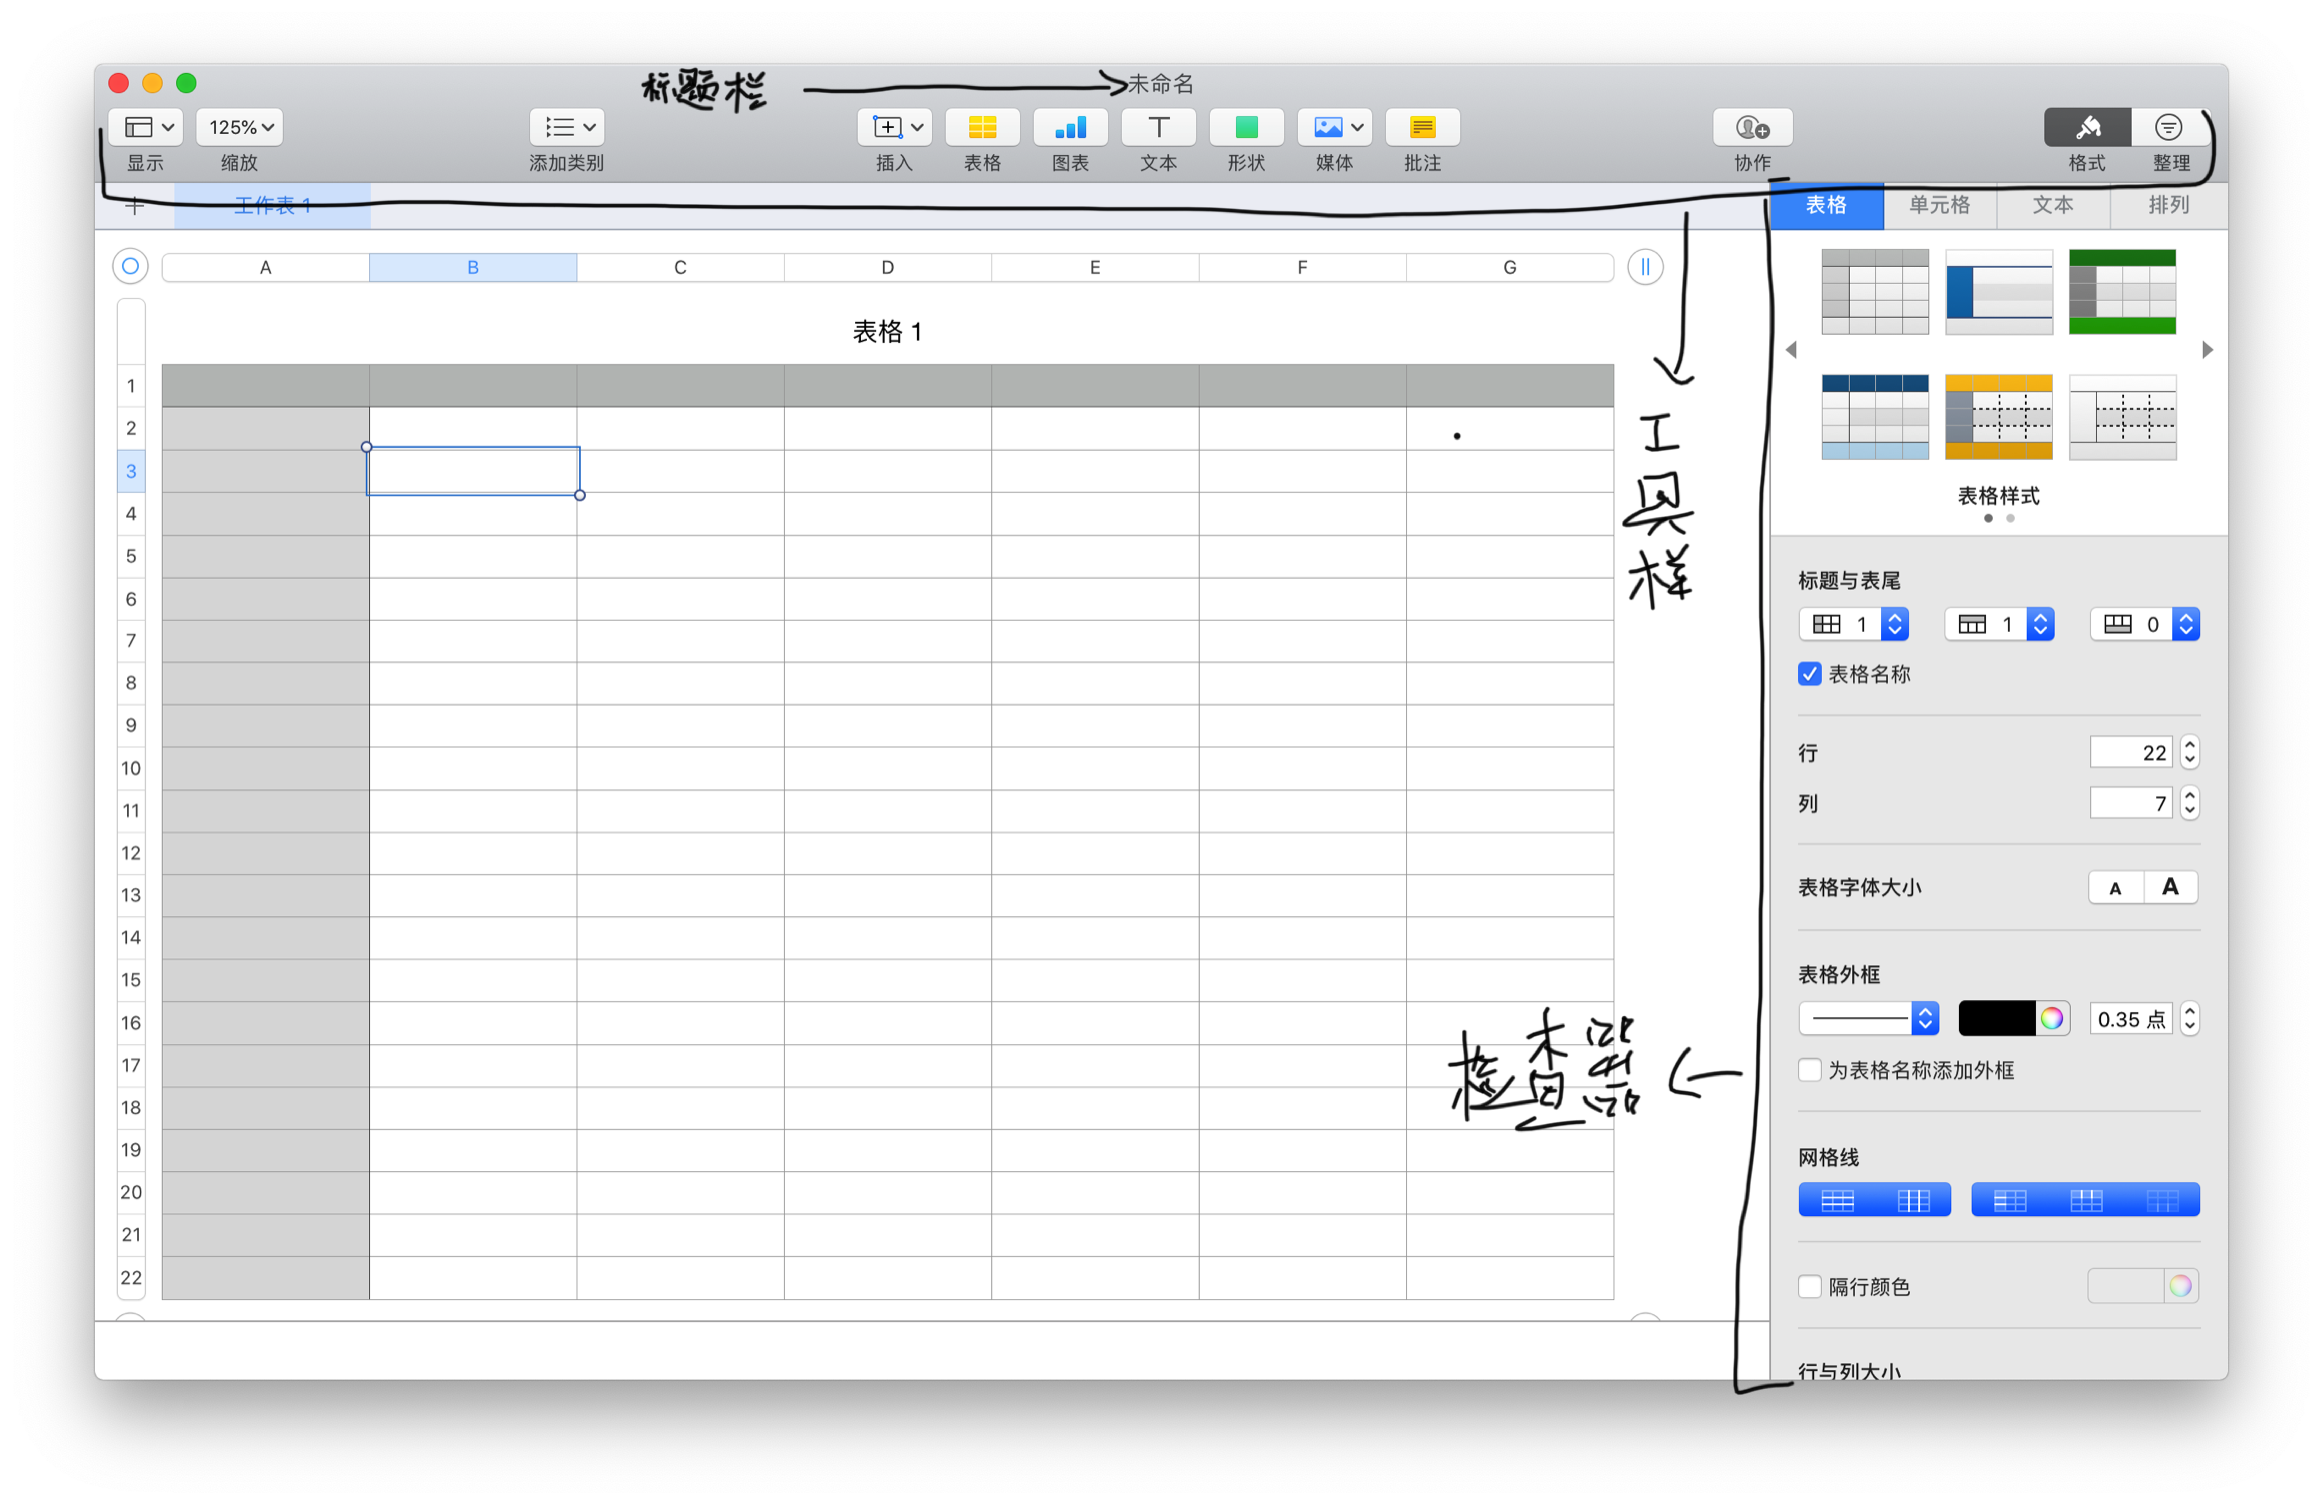 标题栏 未命名
125%
显示 缩放 添加类别 插入 表格 图表 文本 形状 媒体 批注 协作 格式 整理
工作表 1
表格 单元格 文本 排列
A B C D E F G
表格 1
1
2
3
4
5
6
7
8
9
10
11
12
13
14
15
16
17
18
19
20
21
22
工
具
栏
检查器
表格样式
标题与表尾
1 1 0
表格名称
行 22
列 7
表格字体大小 A A
表格外框
0.35 点
为表格名称添加外框
网格线
隔行颜色
行与列大小